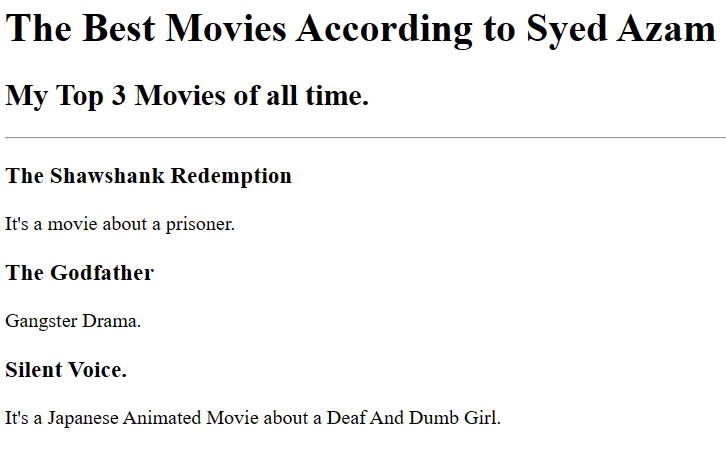 The Best Movies According to Syed Azam
My Top 3 Movies of all time.
The Shawshank Redemption
It's a movie about a prisoner.
The Godfather
Gangster Drama.
Silent Voice.
It's a Japanese Animated Movie about a Deaf And Dumb Girl.